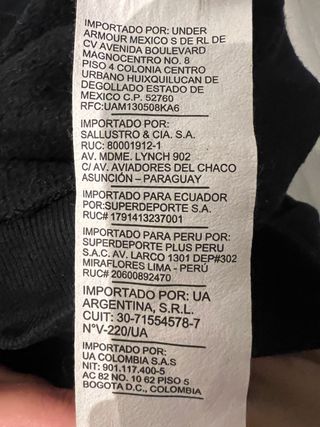 IMPORTADO POR: UNDER
ARMOUR MEXICO S DE RL DE
CV AVENIDA BOULEVARD
MAGNOCENTRO NO. 8
PISO 4 COLONIA CENTRO
URBANO HUIXQUILUCAN DE
DEGOLLADO ESTADO DE
MEXICO C.P. 52760
RFC:UAM130508KA6
IMPORTADO POR:
SALLUSTRO & CIA. S.A.
RUC: 80001912-1
AV. MDME. LYNCH 902
C/ AV. AVIADORES DEL CHACO
ASUNCIÓN – PARAGUAY
IMPORTADO PARA ECUADOR
POR:SUPERDEPORTE S.A.
RUC# 1791413237001
IMPORTADO PARA PERU POR:
SUPERDEPORTE PLUS PERU
S.A.C. AV. LARCO 1301 DEP#302
MIRAFLORES LIMA - PERÚ
RUC# 20600892470
IMPORTADO POR: UA
ARGENTINA, S.R.L.
CUIT: 30-71554578-7
N°V-220/UA
IMPORTADO POR:
UA COLOMBIA S.A.S
NIT: 901.117.400-5
AC 82 NO. 10 62 PISO 5
BOGOTA D.C., COLOMBIA